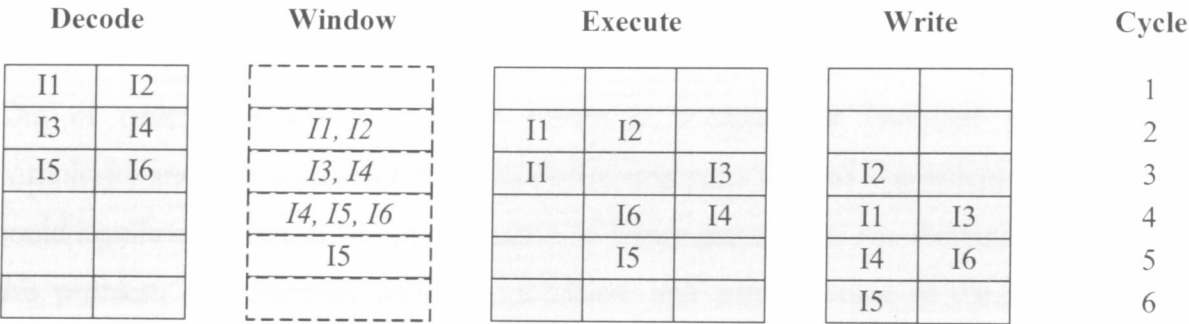 Decode Window Execute Write Cycle
I1 I2 1
I3 I4 I1, I2 I1 I2 2
I5 I6 I3, I4 I1 I3 I2 3
I4, I5, I6 I6 I4 I1 I3 4
I5 I5 I4 I6 5
I5 6